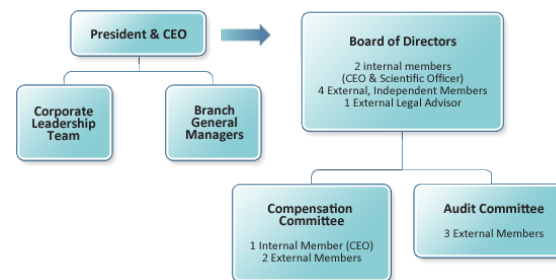 President & CEO
Corporate
Leadership
Team
Branch
General
Managers
Board of Directors
2 internal members
(CEO & Scientific Officer)
4 External, Independent Members
1 External Legal Advisor
Compensation
Committee
1 Internal Member (CEO)
2 External Members
Audit Committee
3 External Members